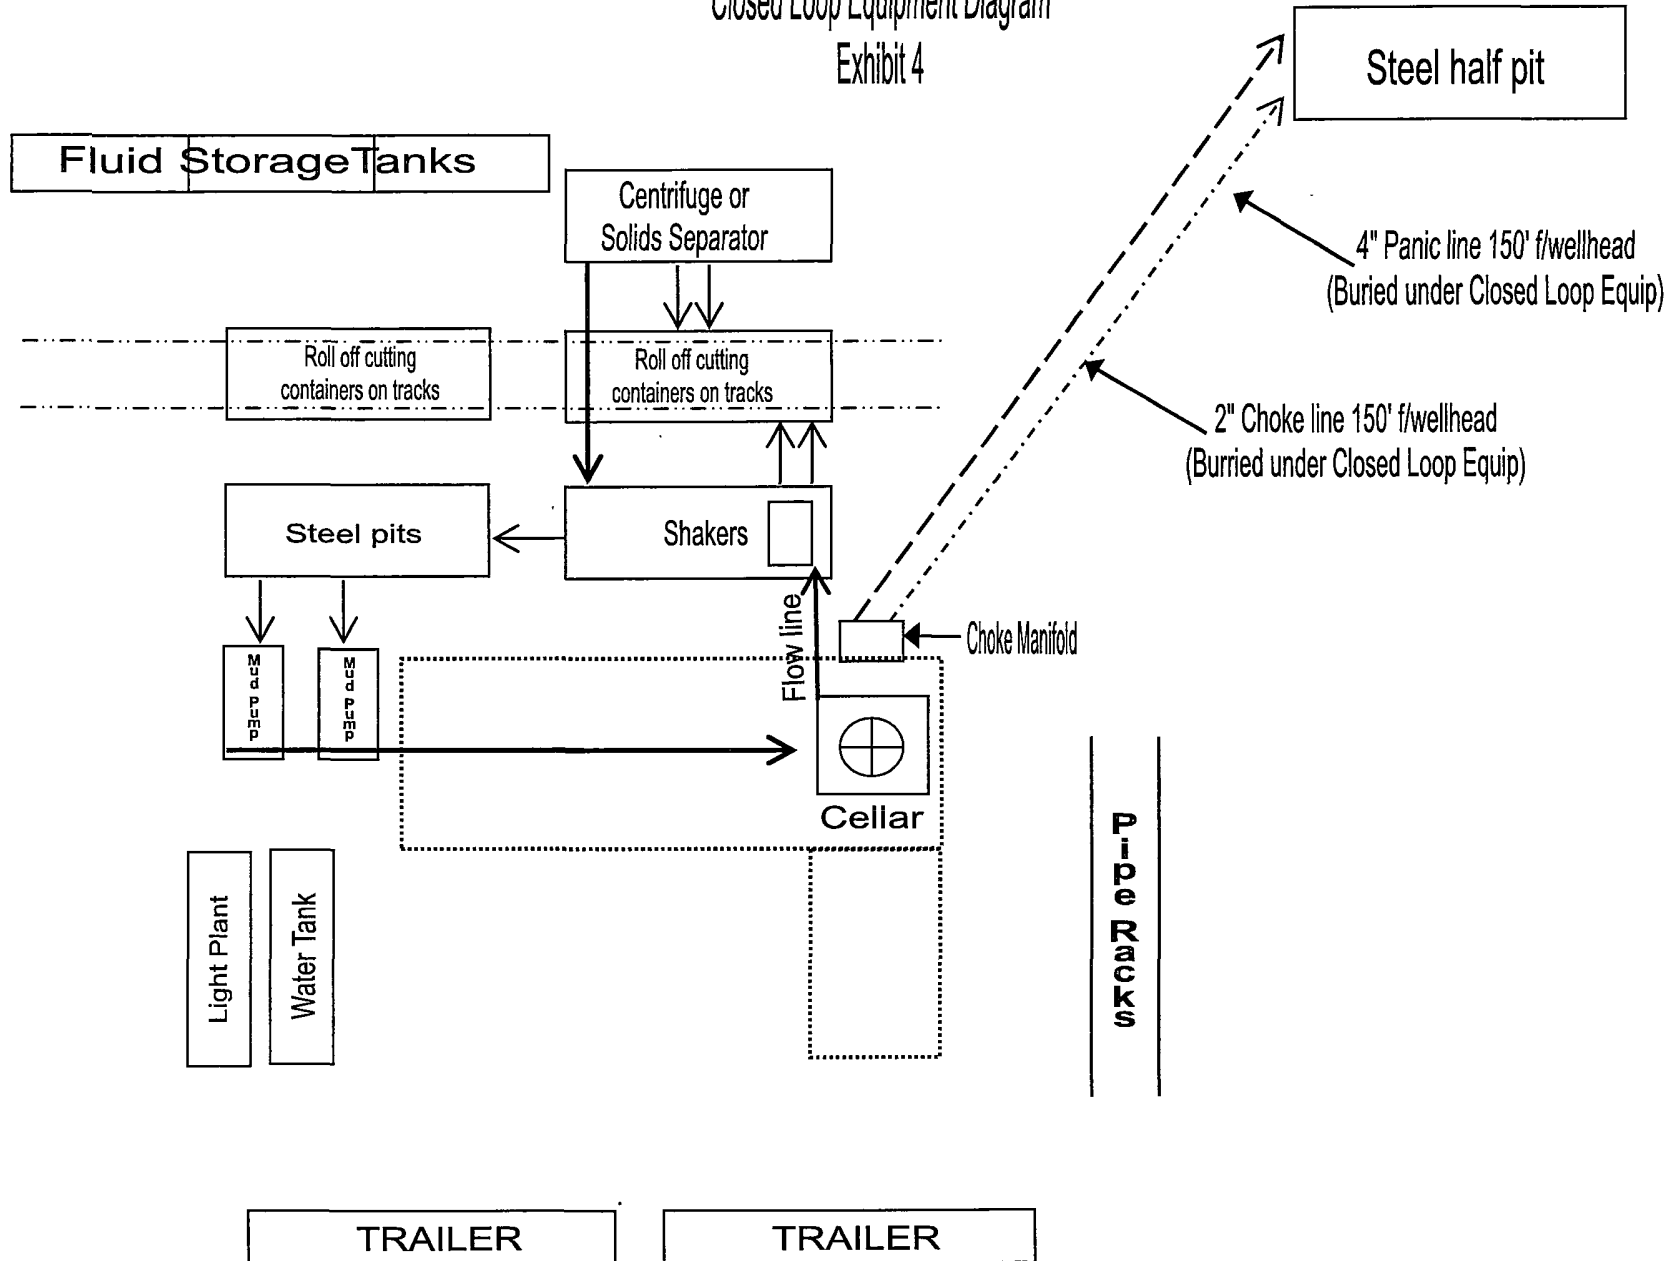 Closed Loop Equipment Diagram
Exhibit 4
Steel half pit
Fluid StorageTanks
Centrifuge or
Solids Separator
4" Panic line 150' f/wellhead
(Buried under Closed Loop Equip)
Roll off cutting
containers on tracks
Roll off cutting
containers on tracks
2" Choke line 150' f/wellhead
(Burried under Closed Loop Equip)
Steel pits
Shakers
Flow line
Choke Manifold
Mud Pump
Mud Pump
Cellar
Pipe Racks
Light Plant
Water Tank
TRAILER
TRAILER